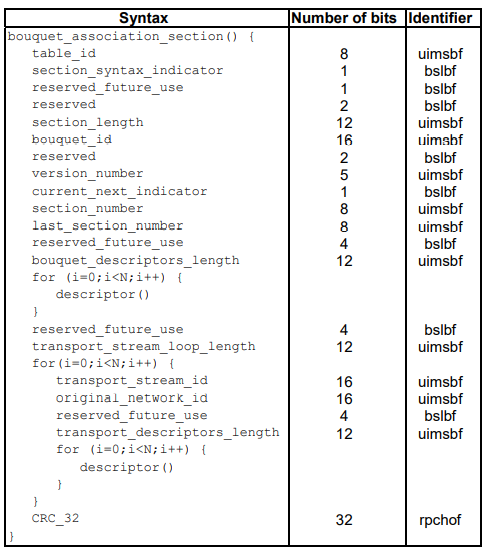 Syntax Number of bits Identifier
bouquet_association_section() {
table_id 8 uimsbf
section_syntax_indicator 1 bslbf
reserved_future_use 1 bslbf
reserved 2 bslbf
section_length 12 uimsbf
bouquet_id 16 uimsbf
reserved 2 bslbf
version_number 5 uimsbf
current_next_indicator 1 bslbf
section_number 8 uimsbf
last_section_number 8 uimsbf
reserved_future_use 4 bslbf
bouquet_descriptors_length 12 uimsbf
for (i=0;i<N;i++) {
descriptor()
}
reserved_future_use 4 bslbf
transport_stream_loop_length 12 uimsbf
for(i=0;i<N;i++) {
transport_stream_id 16 uimsbf
original_network_id 16 uimsbf
reserved_future_use 4 bslbf
transport_descriptors_length 12 uimsbf
for (i=0;i<N;i++) {
descriptor()
}
}
CRC_32 32 rpchof
}